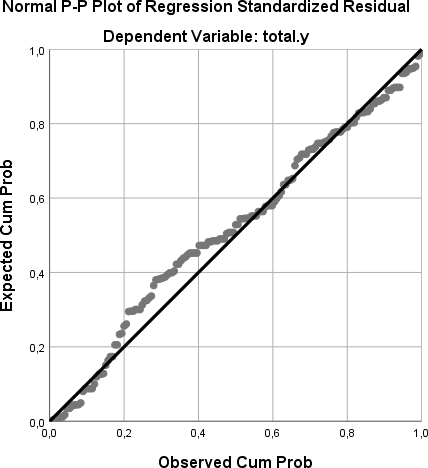 Normal P-P Plot of Regression Standardized Residual
Dependent Variable: total.y
Expected Cum Prob
1,0
0,8
0,6
0,4
0,2
0,0
0,0 0,2 0,4 0,6 0,8 1,0
Observed Cum Prob